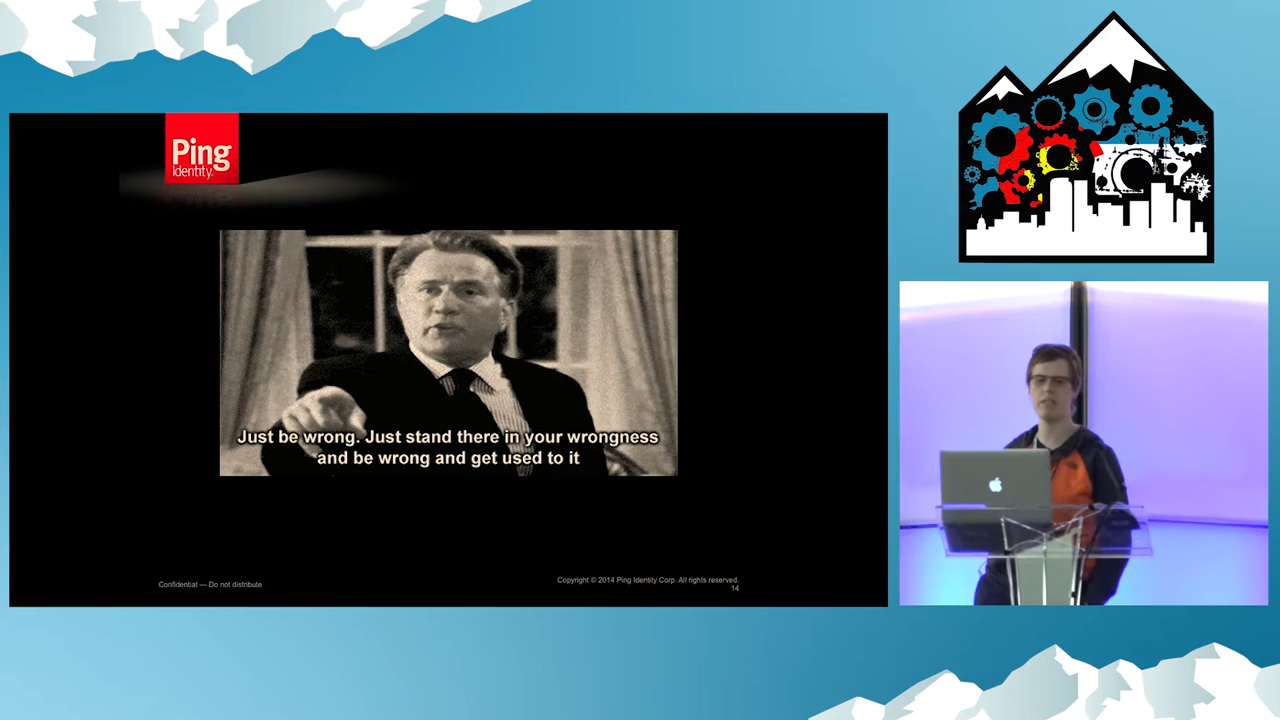 Ping
Identity.
Just be wrong. Just stand there in your wrongness
and be wrong and get used to it
Confidential — Do not distribute
Copyright © 2014 Ping Identity Corp. All rights reserved.
14